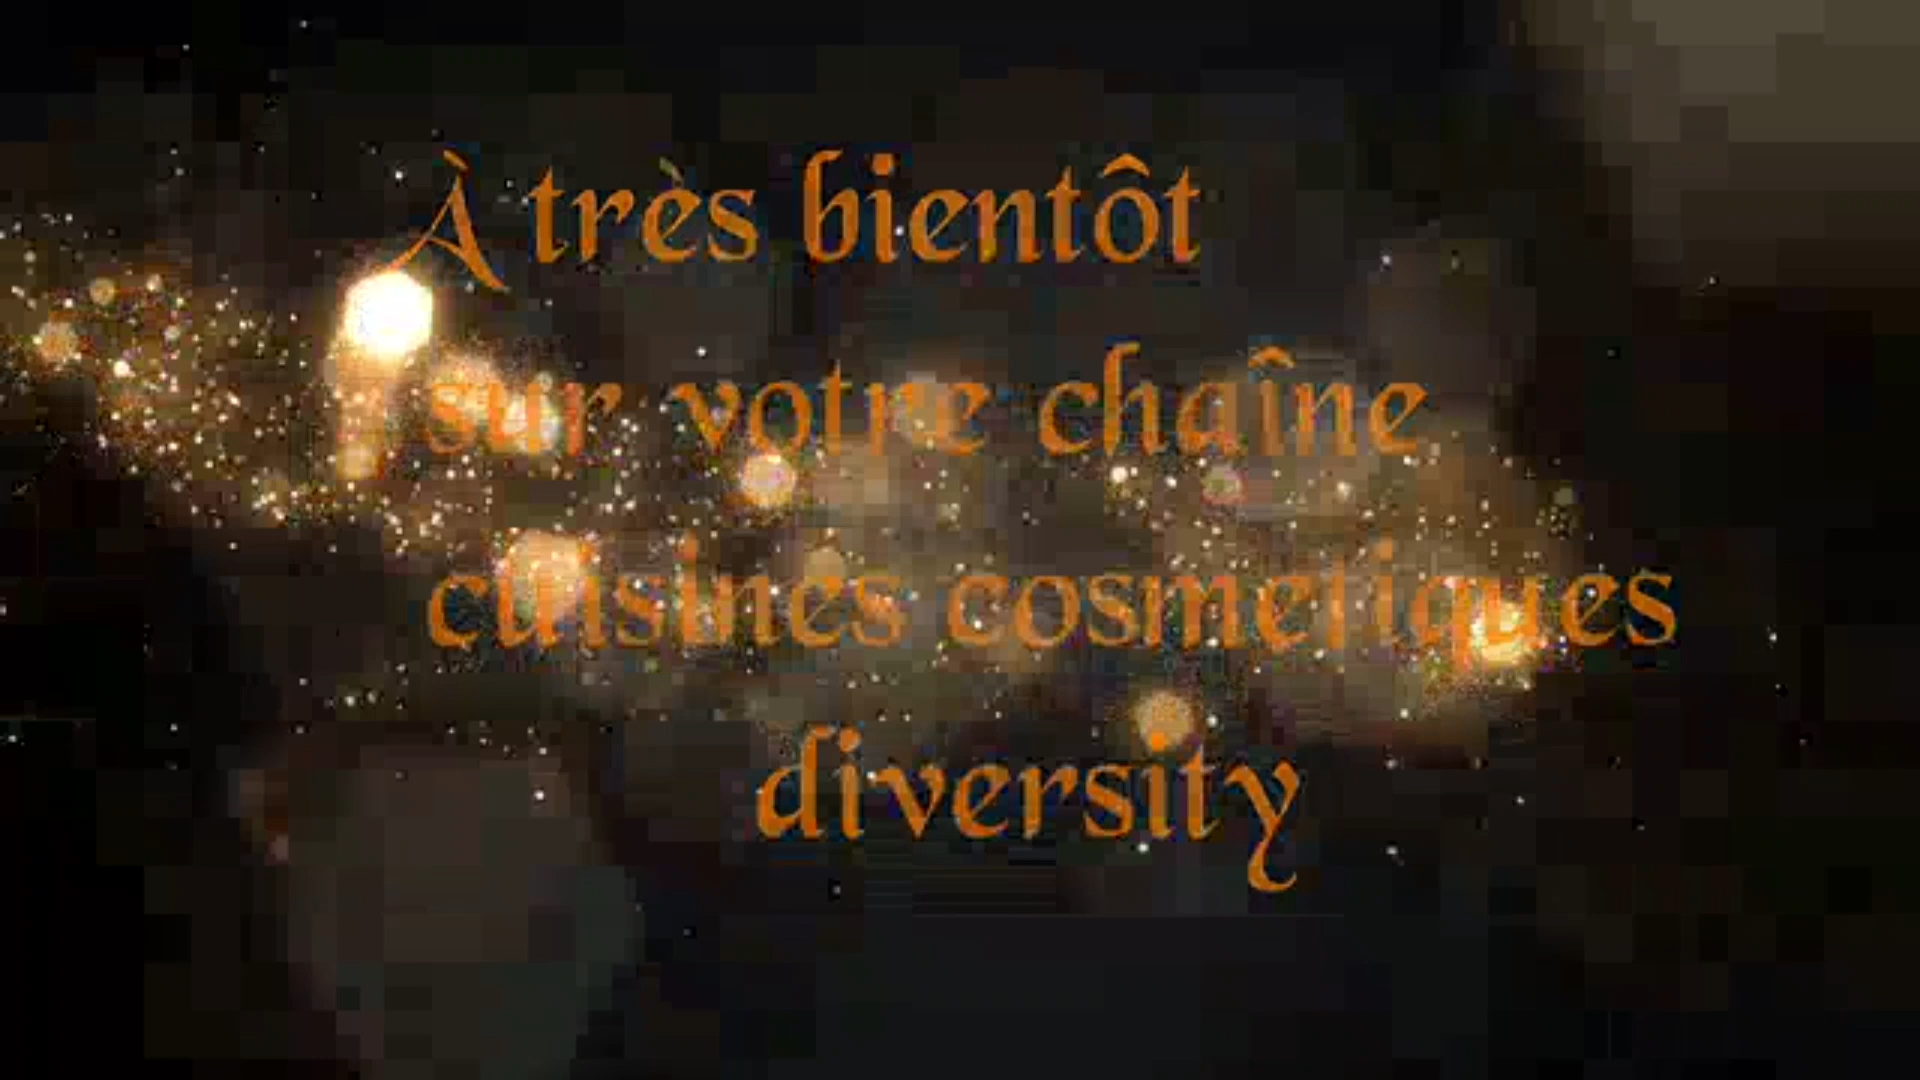 À très bientôt
sur votre chaîne
cuisines cosmetiques
diversity